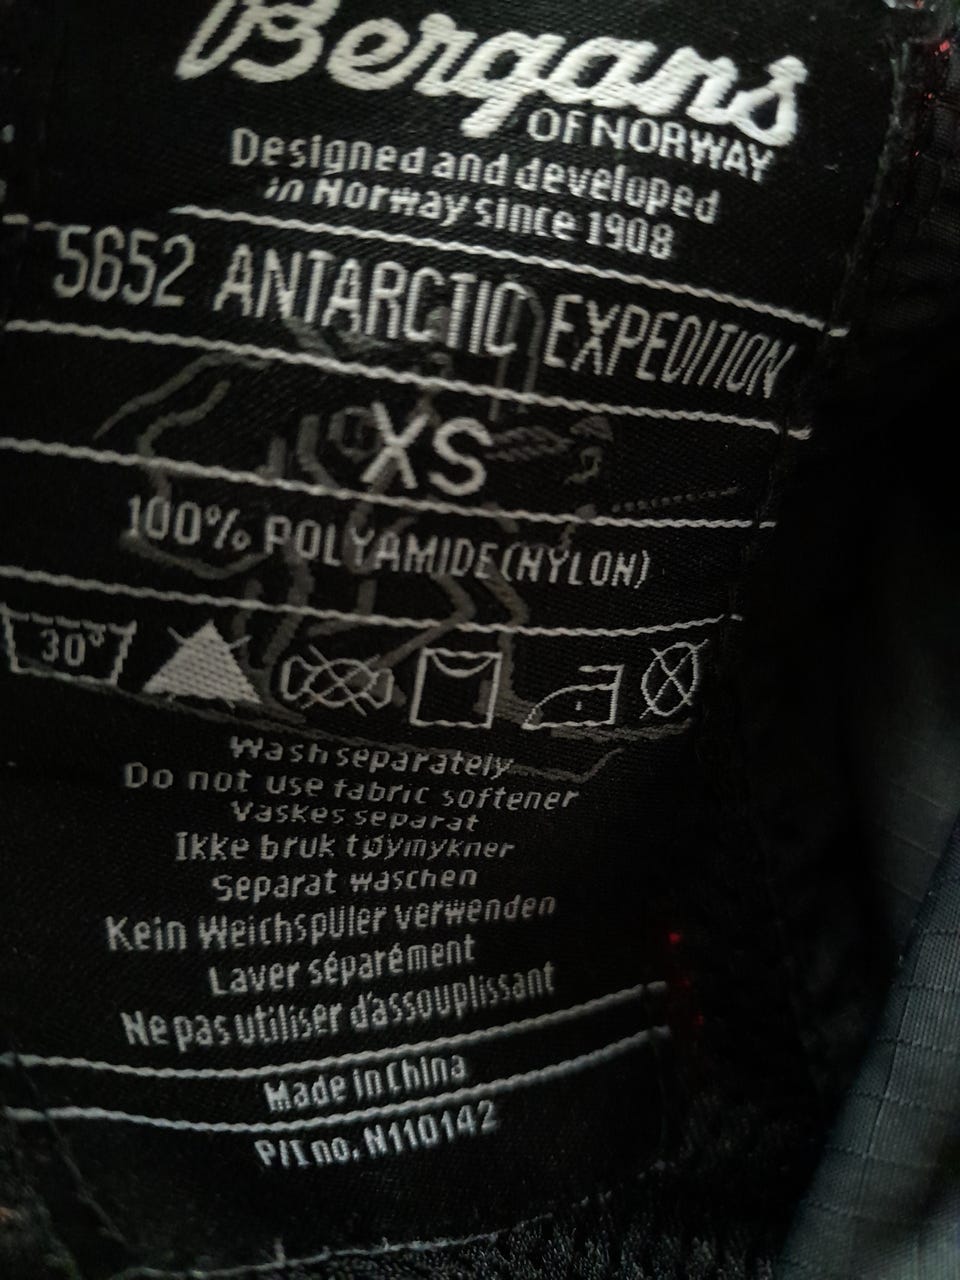 Bergans
OF NORWAY
Designed and developed
in Norway since 1908
5652 ANTARCTIC EXPEDITION
XS
100% POLYAMIDE(NYLON)
30°
Wash separately
Do not use fabric softener
Vaskes separat
Ikke bruk tøymykner
Separat waschen
Kein Weichspüler verwenden
Laver séparément
Ne pas utiliser d'assouplissant
Made in China
P/I no. N110142